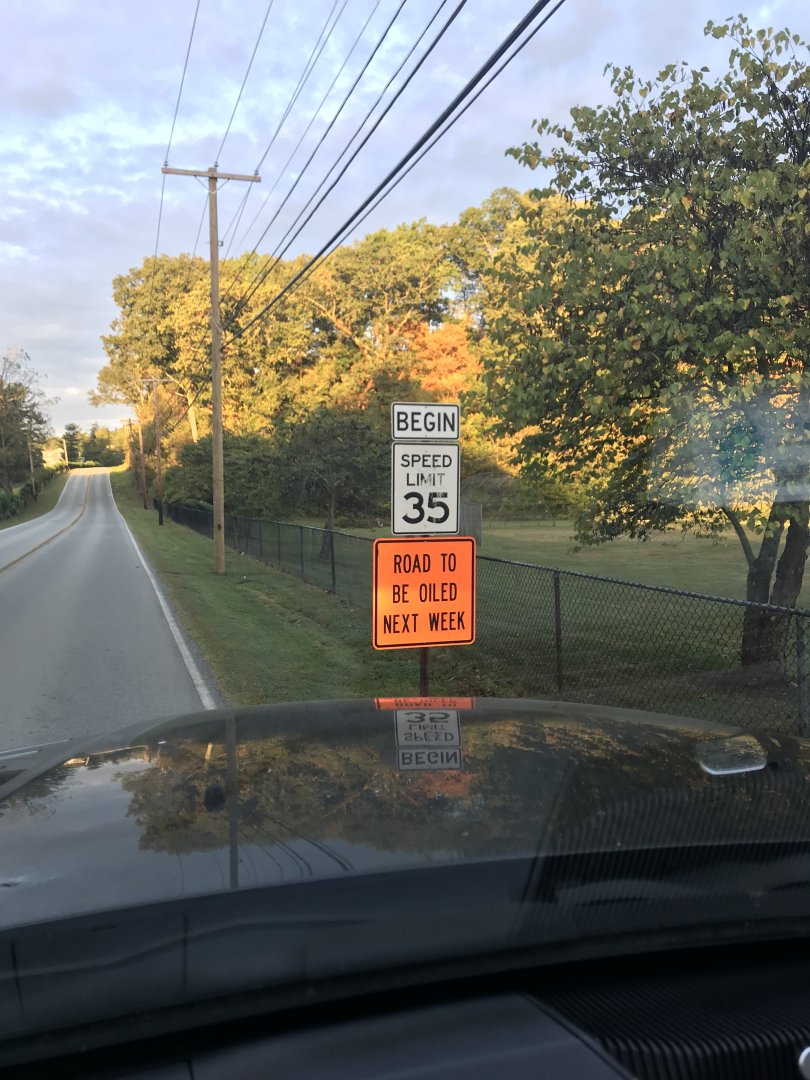 BEGIN
SPEED
LIMIT
35
ROAD TO
BE OILED
NEXT WEEK